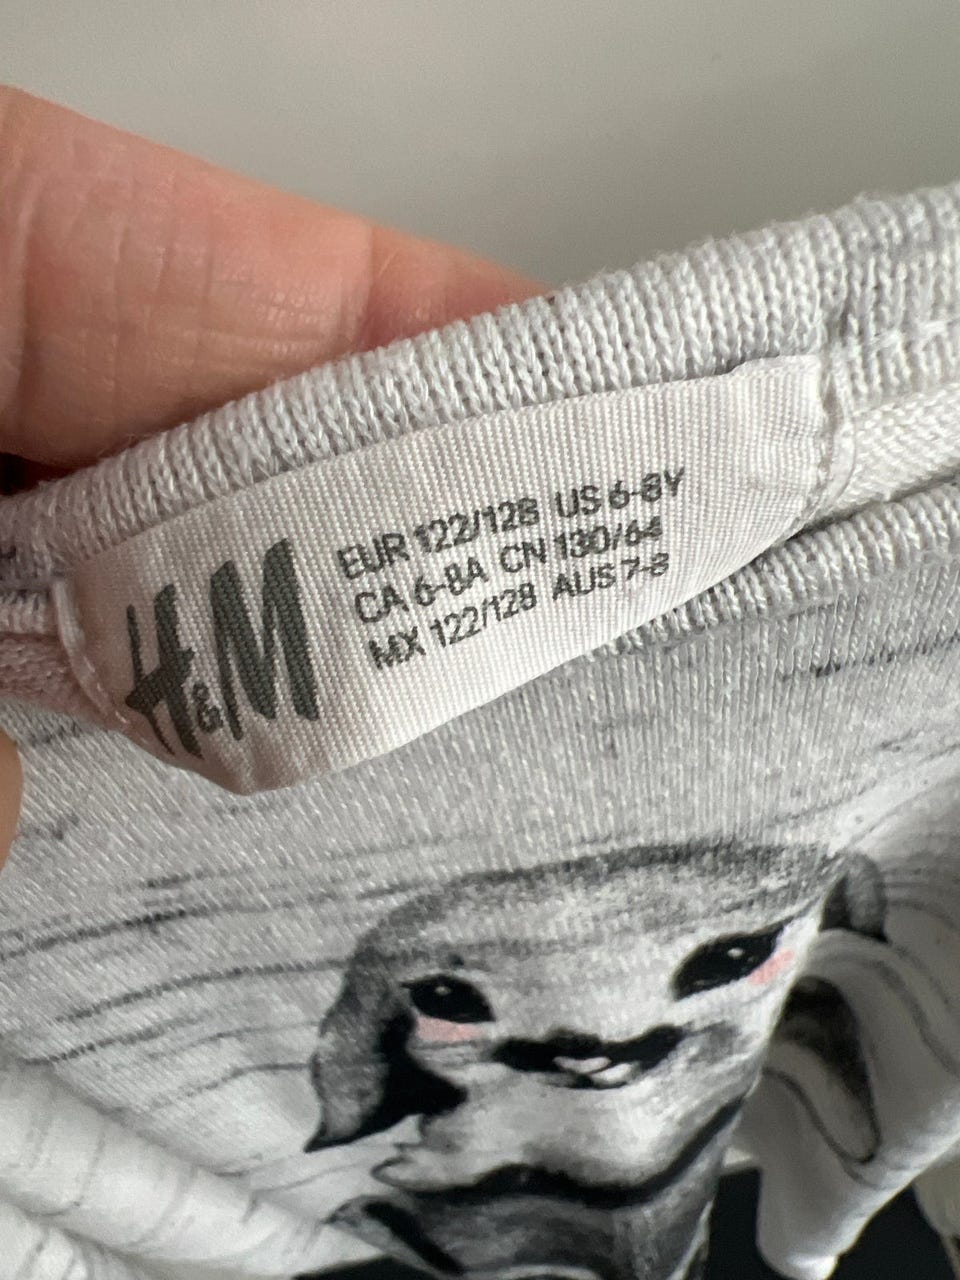 H&M
EUR 122/128 US 6-8Y
CA 6-8A CN 130/64
MX 122/128 AUS 7-8